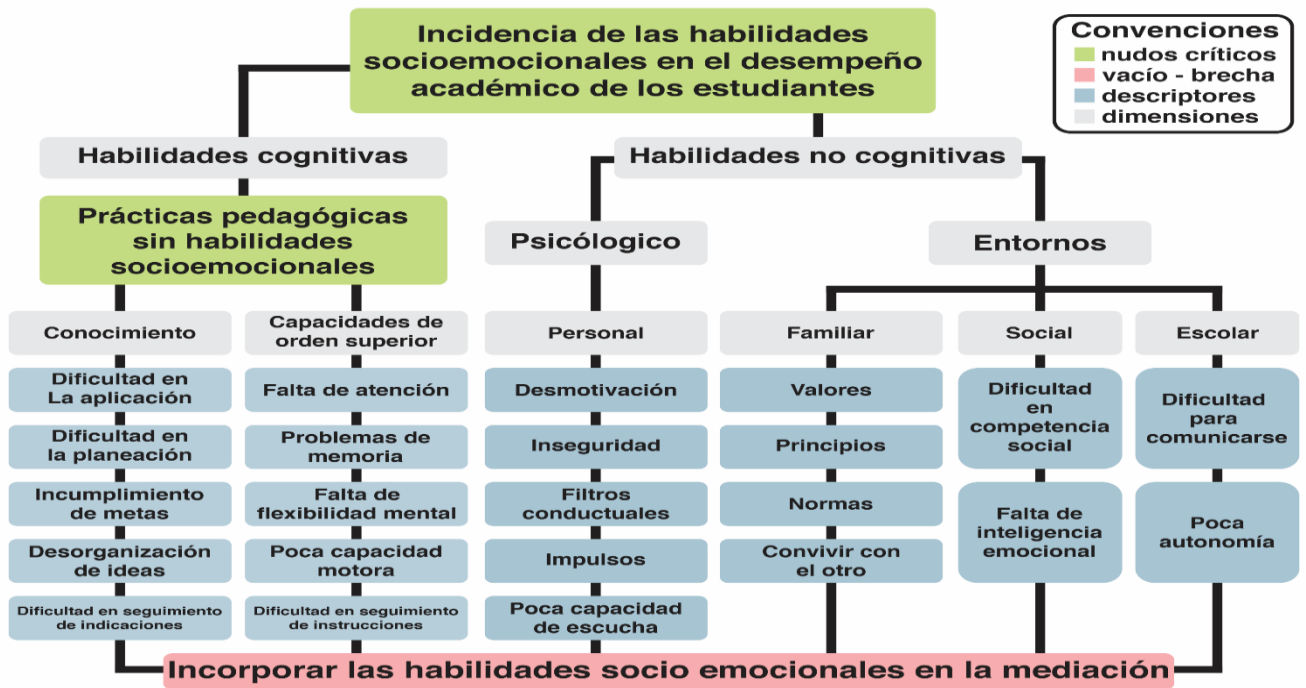 Incidencia de las habilidades
socioemocionales en el desempeño
académico de los estudiantes
Convenciones
nudos críticos
vacío - brecha
descriptores
dimensiones
Habilidades cognitivas
Habilidades no cognitivas
Prácticas pedagógicas
sin habilidades
socioemocionales
Psicólogico
Entornos
Conocimiento
Capacidades de
orden superior
Personal
Familiar
Social
Escolar
Dificultad en
La aplicación
Dificultad en
la planeación
Incumplimiento
de metas
Desorganización
de ideas
Dificultad en seguimiento
de indicaciones
Falta de atención
Problemas de
memoria
Falta de
flexibilidad mental
Poca capacidad
motora
Dificultad en seguimiento
de instrucciones
Desmotivación
Inseguridad
Filtros
conductuales
Impulsos
Poca capacidad
de escucha
Valores
Principios
Normas
Convivir con
el otro
Dificultad
en
competencia
social
Falta de
inteligencia
emocional
Dificultad
para
comunicarse
Poca
autonomía
Incorporar las habilidades socio emocionales en la mediación